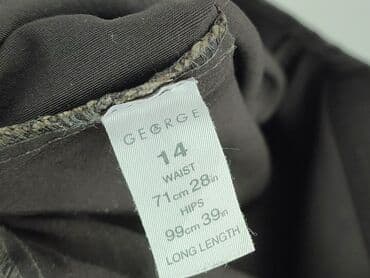 GEORGE
14
WAIST
71cm 28in
HIPS
99cm 39in
LONG LENGTH